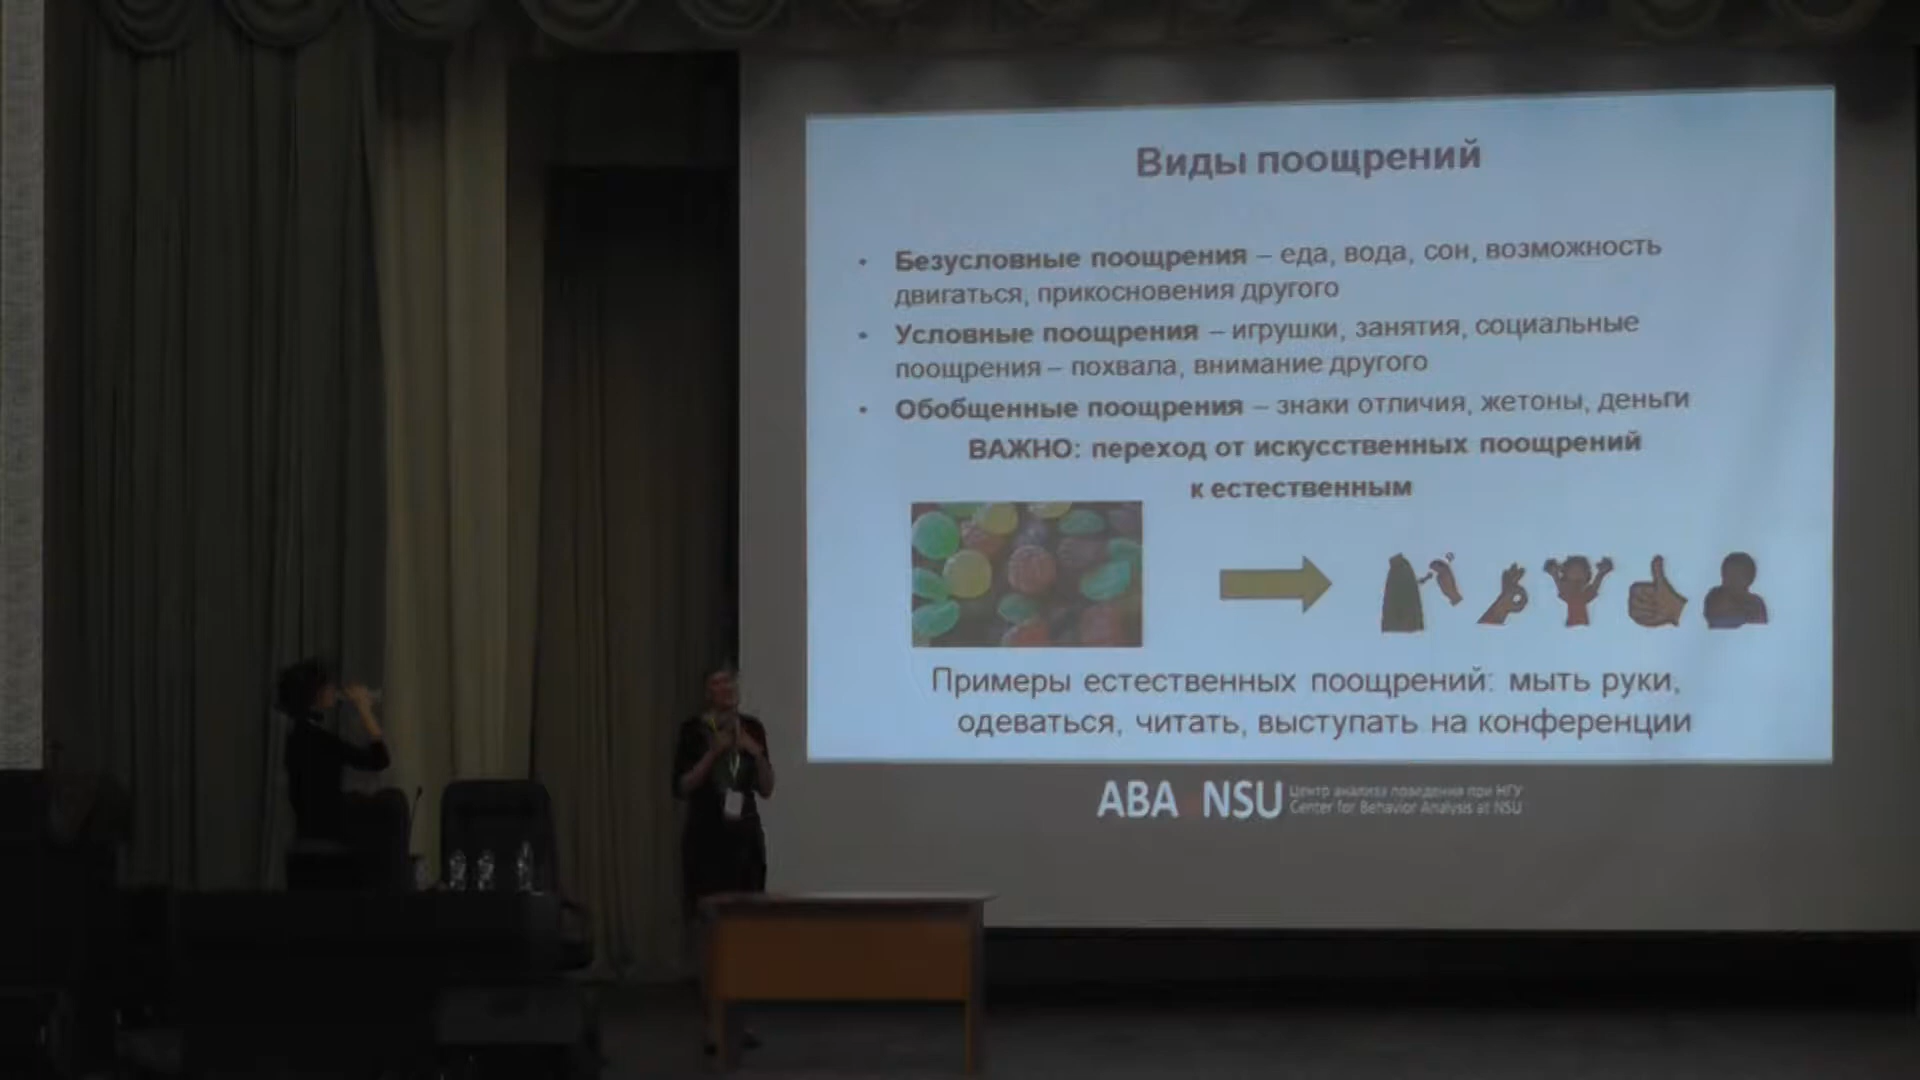 Виды поощрений
• Безусловные поощрения – еда, вода, сон, возможность
двигаться, прикосновения другого
• Условные поощрения – игрушки, занятия, социальные
поощрения – похвала, внимание другого
• Обобщенные поощрения – знаки отличия, жетоны, деньги
ВАЖНО: переход от искусственных поощрений
к естественным
Примеры естественных поощрений: мыть руки,
одеваться, читать, выступать на конференции
ABA NSU
Центр анализа поведения при НГУ
Center for Behavior Analysis at NSU